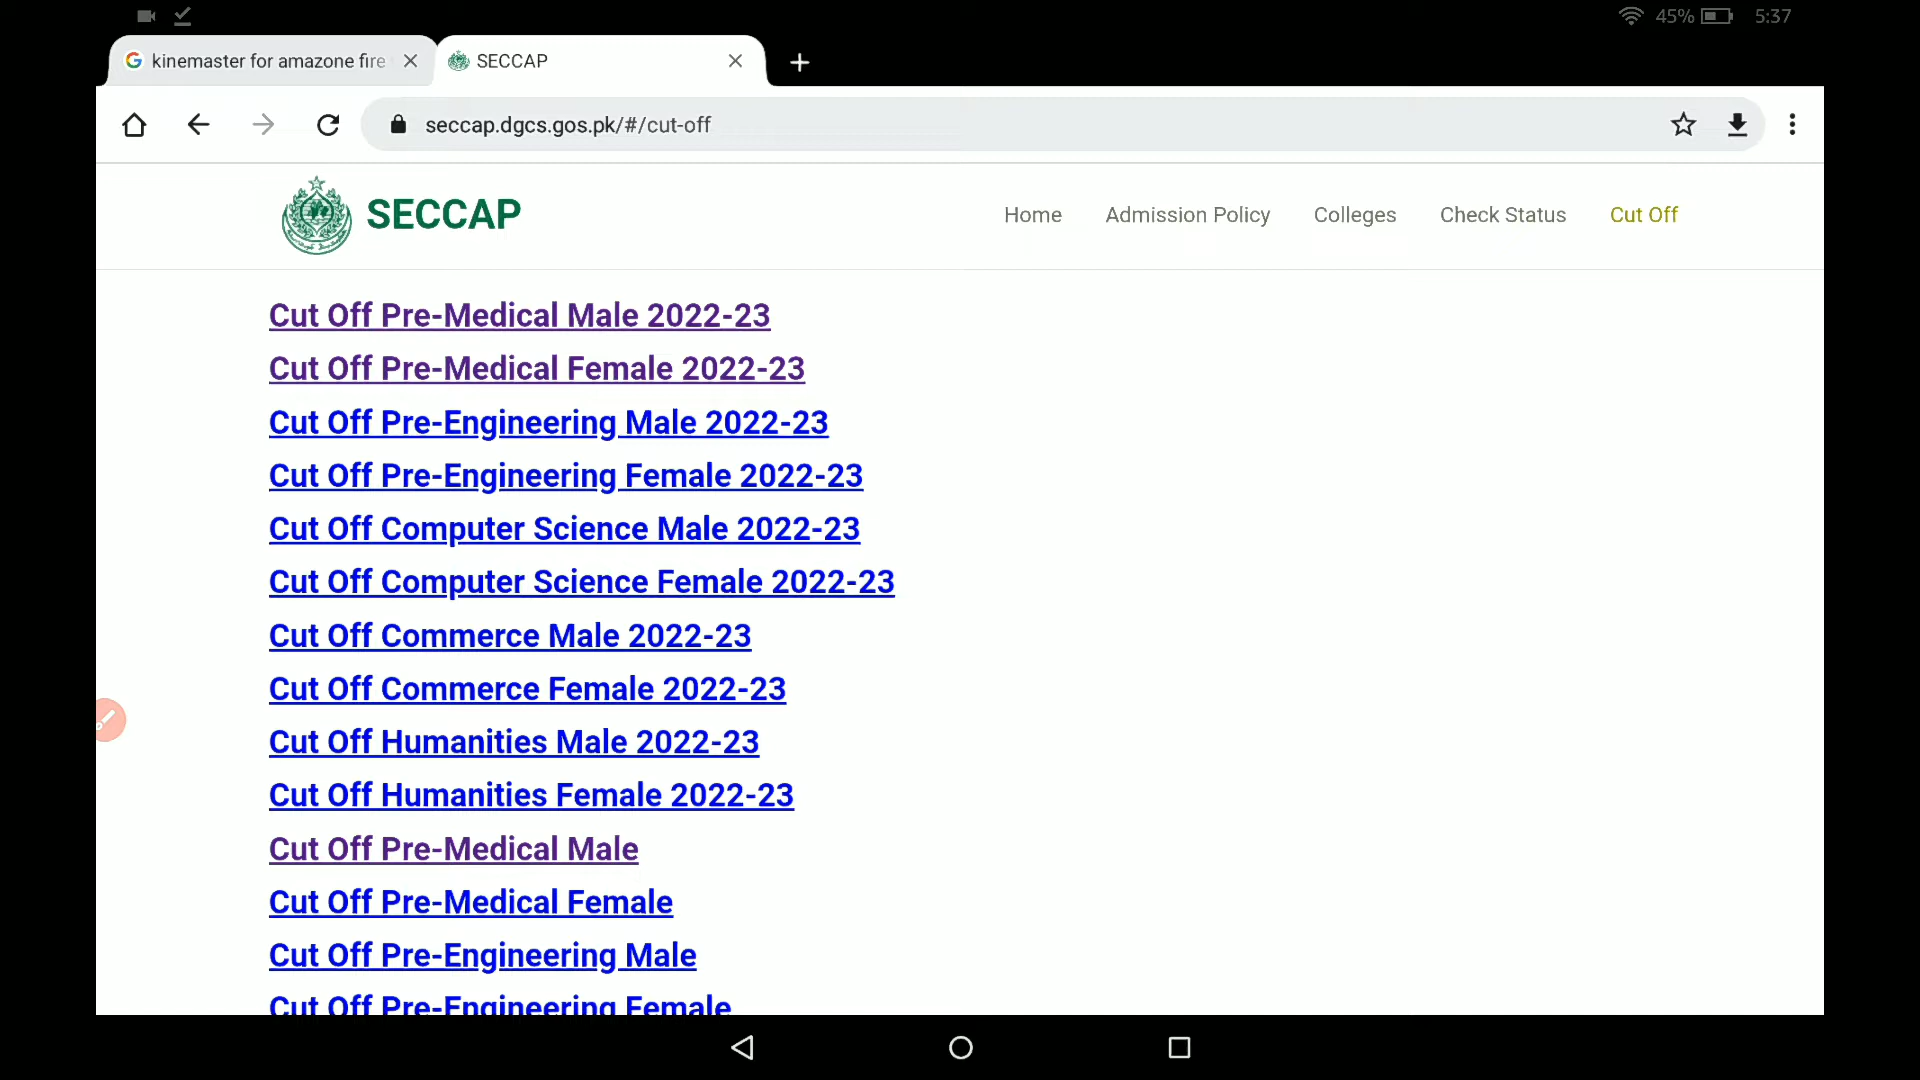 45% 5:37
kinemaster for amazone fire
SECCAP
seccap.dgcs.gos.pk/#/cut-off
SECCAP
Home Admission Policy Colleges Check Status Cut Off
Cut Off Pre-Medical Male 2022-23
Cut Off Pre-Medical Female 2022-23
Cut Off Pre-Engineering Male 2022-23
Cut Off Pre-Engineering Female 2022-23
Cut Off Computer Science Male 2022-23
Cut Off Computer Science Female 2022-23
Cut Off Commerce Male 2022-23
Cut Off Commerce Female 2022-23
Cut Off Humanities Male 2022-23
Cut Off Humanities Female 2022-23
Cut Off Pre-Medical Male
Cut Off Pre-Medical Female
Cut Off Pre-Engineering Male
Cut Off Pre-Engineering Female